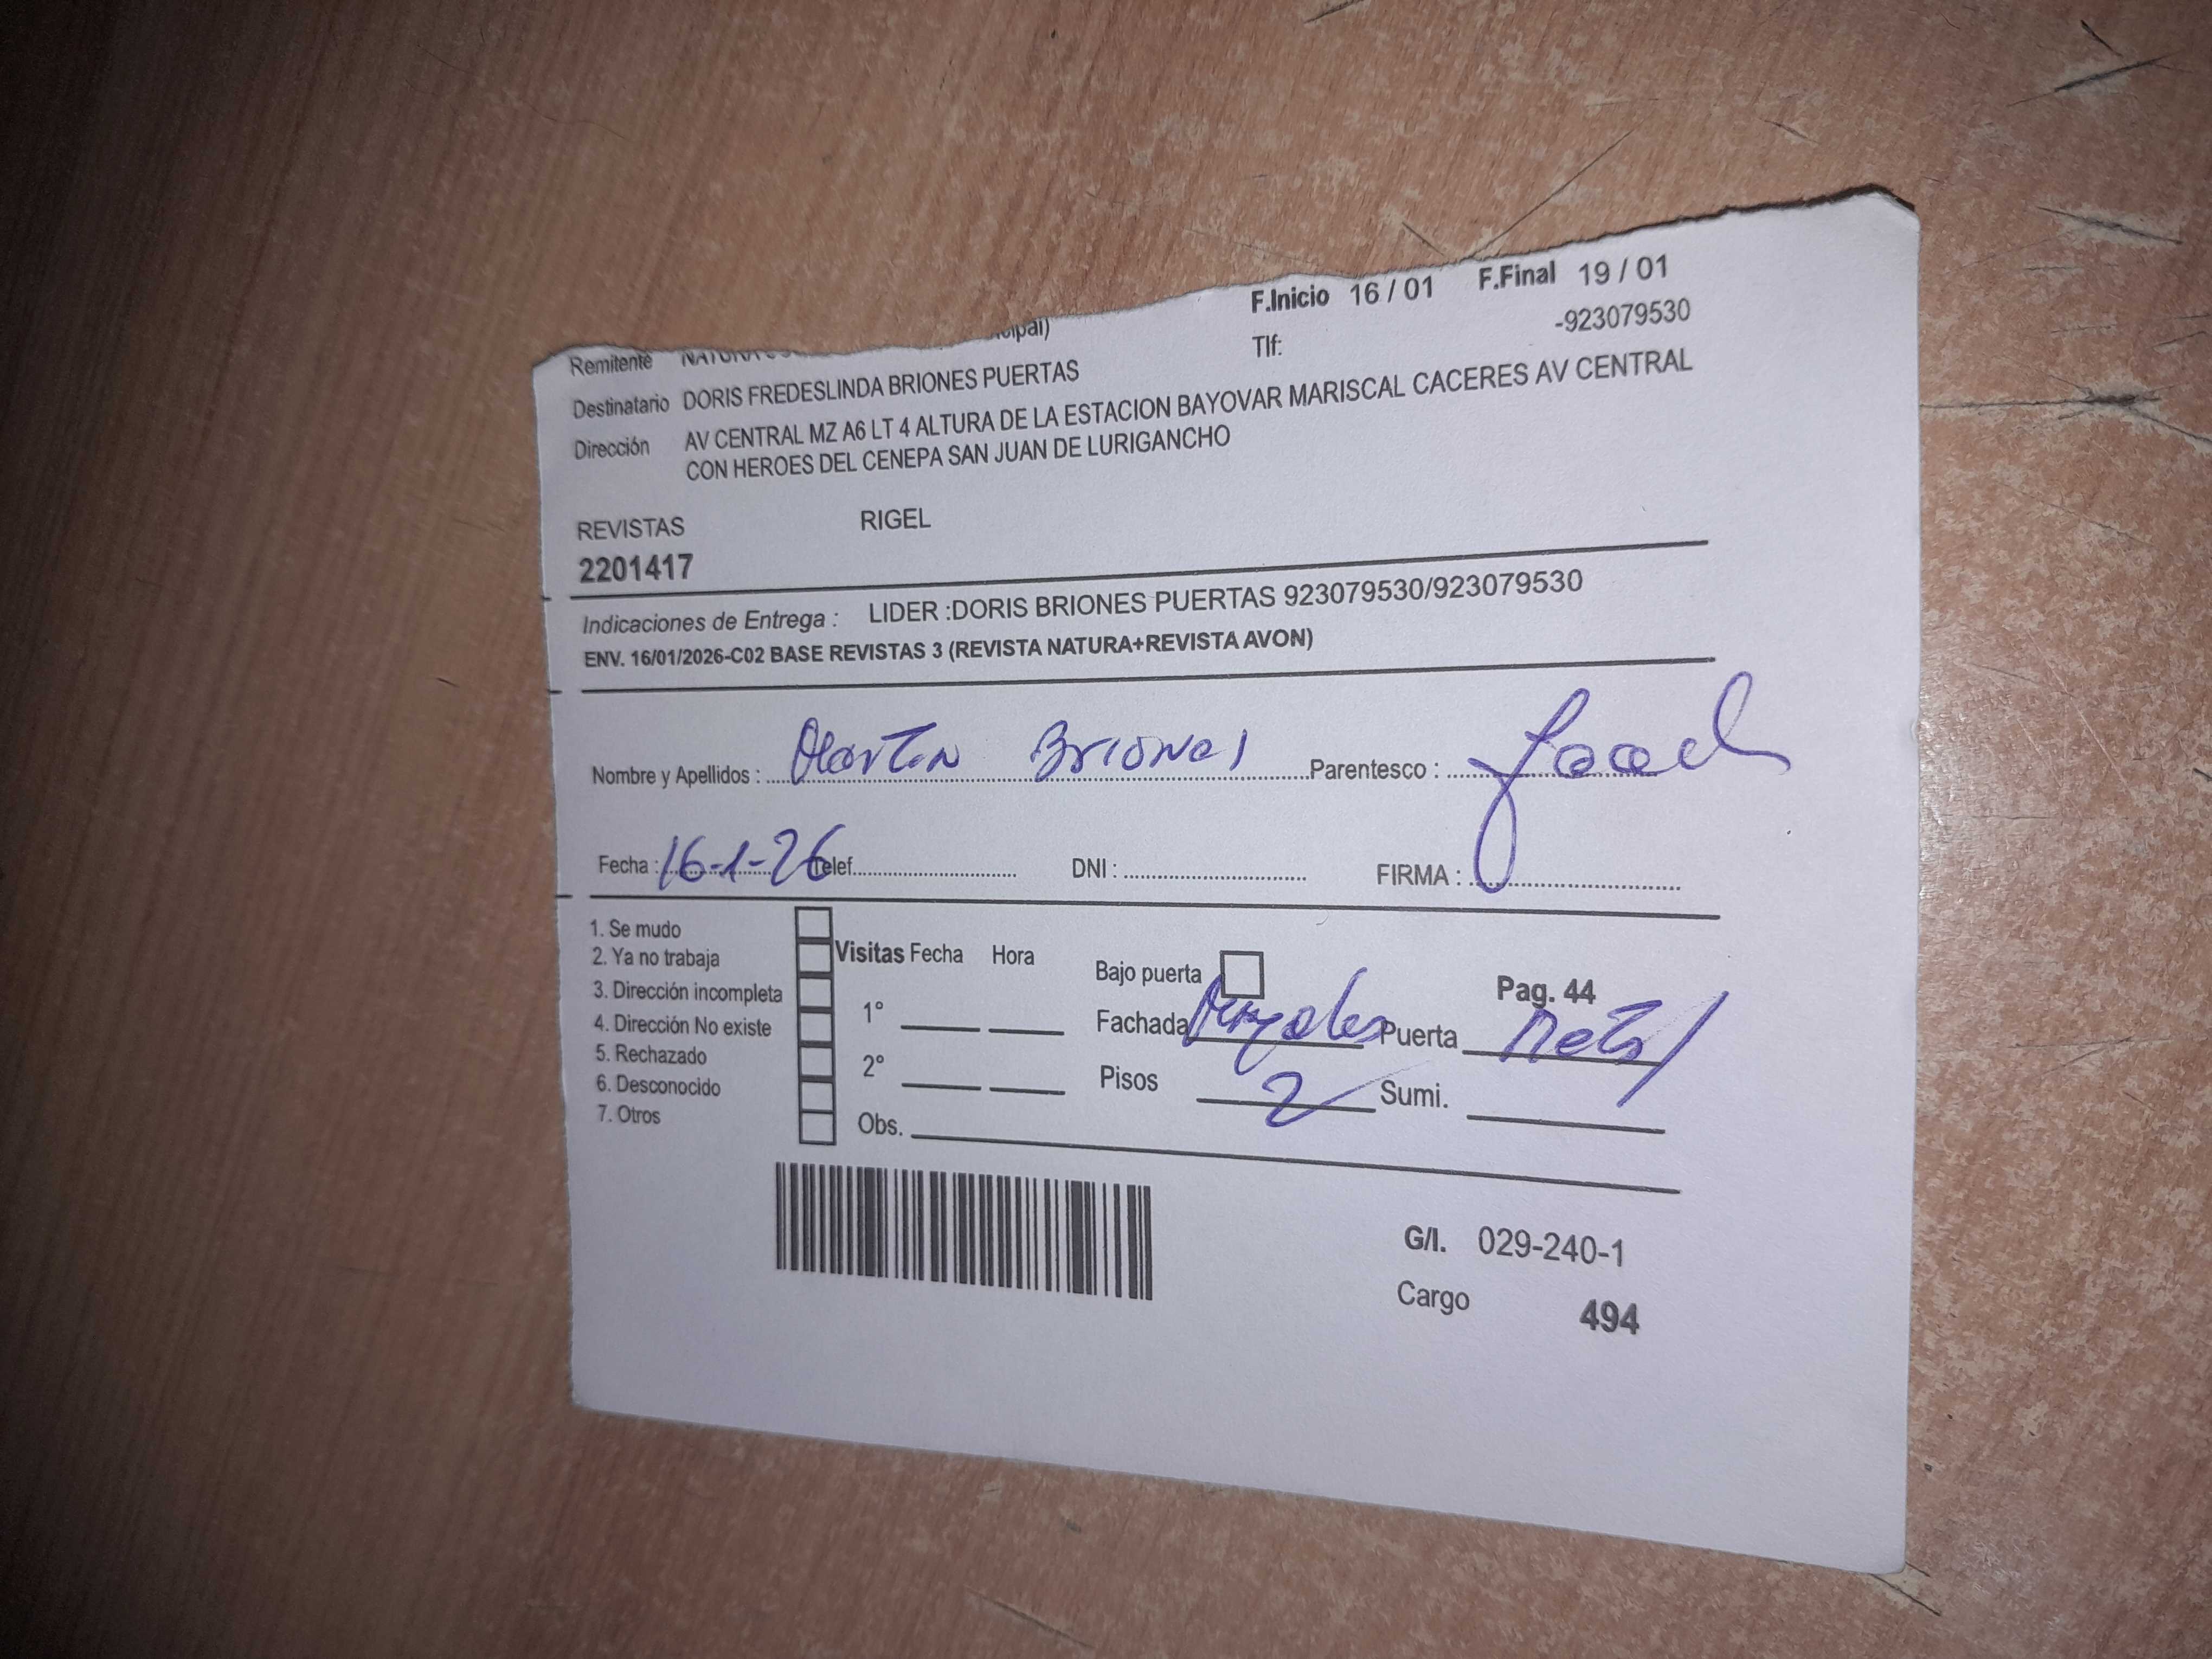 F.Inicio 16 / 01 F.Final 19 / 01
Remitente NATURA
Tlf: -923079530
Destinatario DORIS FREDESLINDA BRIONES PUERTAS
Dirección AV CENTRAL MZ A6 LT 4 ALTURA DE LA ESTACION BAYOVAR MARISCAL CACERES AV CENTRAL
CON HEROES DEL CENEPA SAN JUAN DE LURIGANCHO
REVISTAS RIGEL
2201417
Indicaciones de Entrega : LIDER :DORIS BRIONES PUERTAS 923079530/923079530
ENV. 16/01/2026-C02 BASE REVISTAS 3 (REVISTA NATURA+REVISTA AVON)
Nombre y Apellidos : Martin Briones Parentesco :
Fecha : 16-1-26 Telef. DNI : FIRMA :
1. Se mudo
2. Ya no trabaja
3. Dirección incompleta
4. Dirección No existe
5. Rechazado
6. Desconocido
7. Otros
Visitas Fecha Hora
1°
2°
Obs.
Bajo puerta Pag. 44
Fachada Puerta Metal
Pisos 2 Sumi.
G/I. 029-240-1
Cargo 494